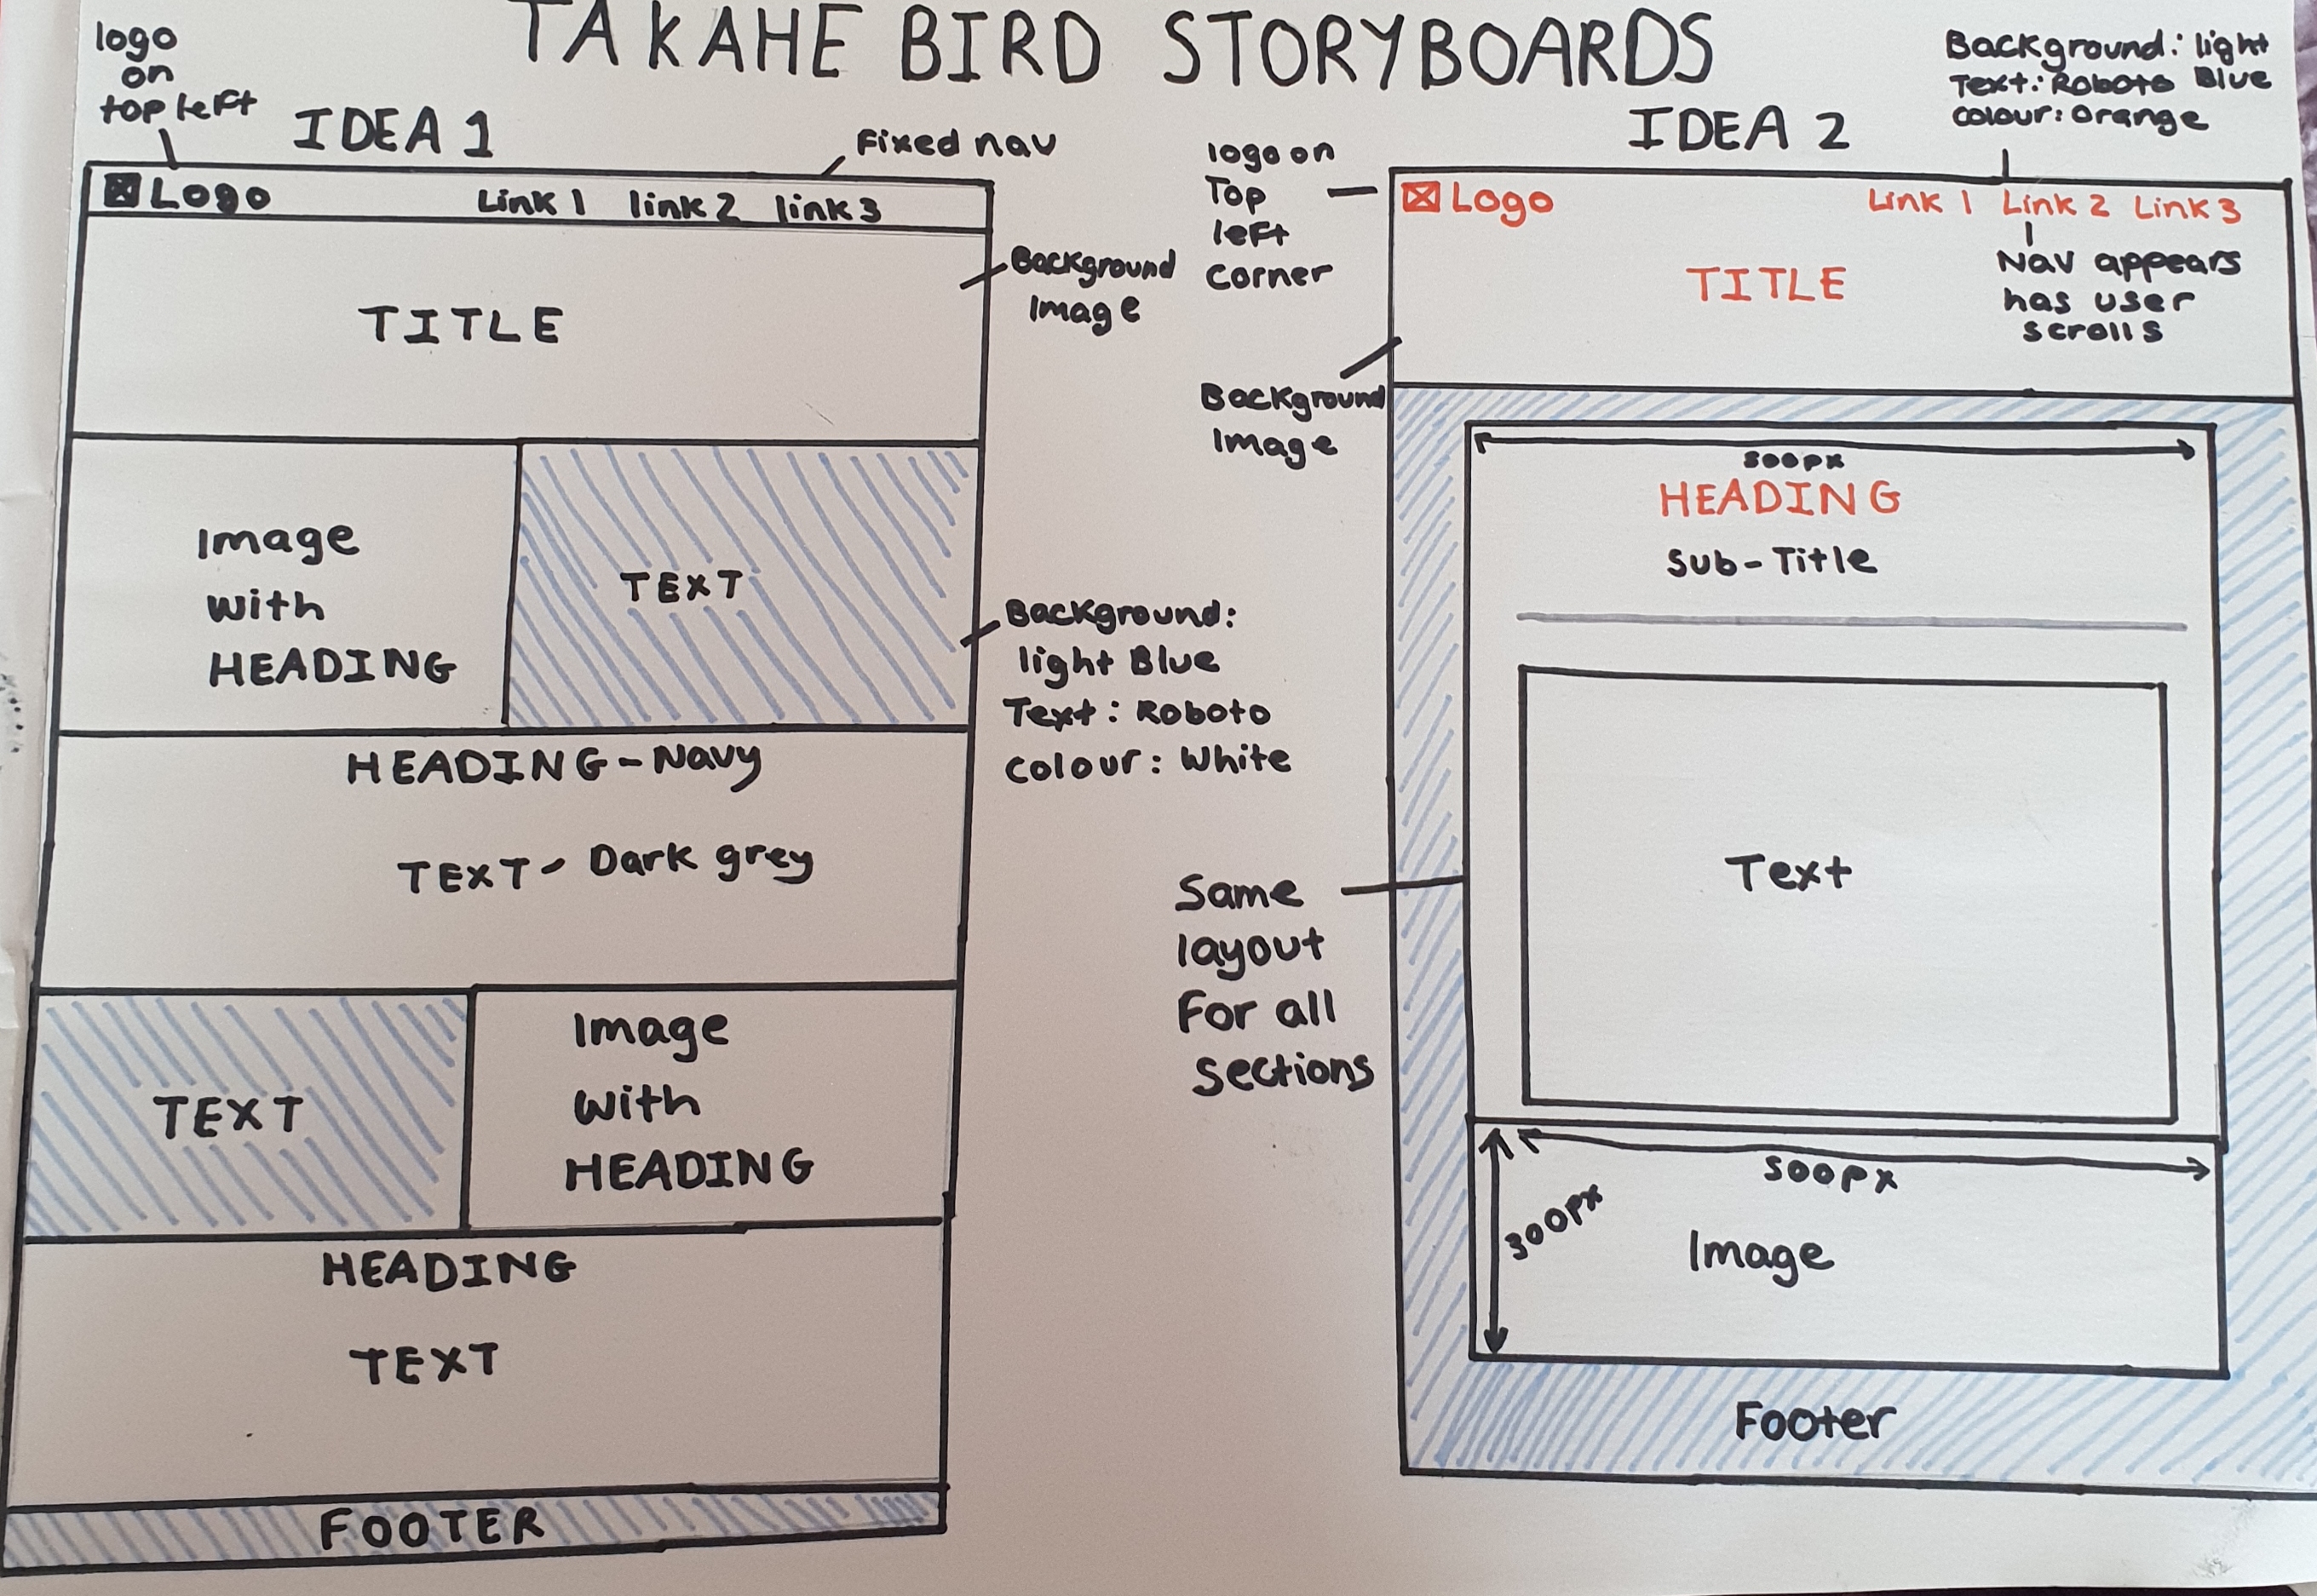 TAKAHE BIRD STORYBOARDS
logo
on
top left
IDEA 1
Fixed nav
Logo
Link 1 link 2 link 3
TITLE
Background
Image
Image
with
HEADING
TEXT
Background:
light Blue
Text: Roboto
colour: White
HEADING - Navy
TEXT - Dark grey
TEXT
Image
with
HEADING
HEADING
TEXT
FOOTER
IDEA 2
Background: light
Text: Roboto Blue
colour: Orange
logo on
Top
left
corner
Logo
Link 1 Link 2 Link 3
TITLE
Nav appears
has user
scrolls
Background
Image
500px
HEADING
Sub-Title
Text
Same
layout
For all
sections
500px
300px
Image
Footer